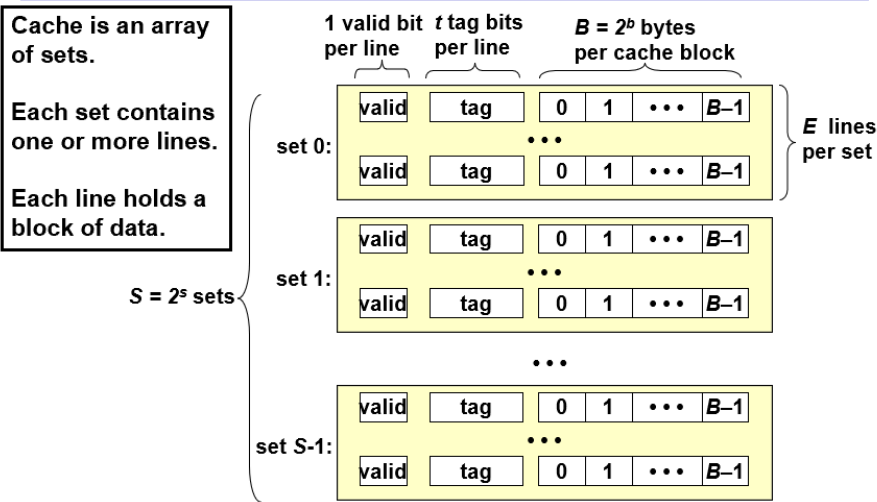 Cache is an array
of sets.
Each set contains
one or more lines.
Each line holds a
block of data.
1 valid bit
per line
t tag bits
per line
B = 2ᵇ bytes
per cache block
E lines
per set
S = 2ˢ sets
set 0:
valid tag 0 1 • • • B–1
• • •
valid tag 0 1 • • • B–1
set 1:
valid tag 0 1 • • • B–1
• • •
valid tag 0 1 • • • B–1
• • •
set S-1:
valid tag 0 1 • • • B–1
• • •
valid tag 0 1 • • • B–1